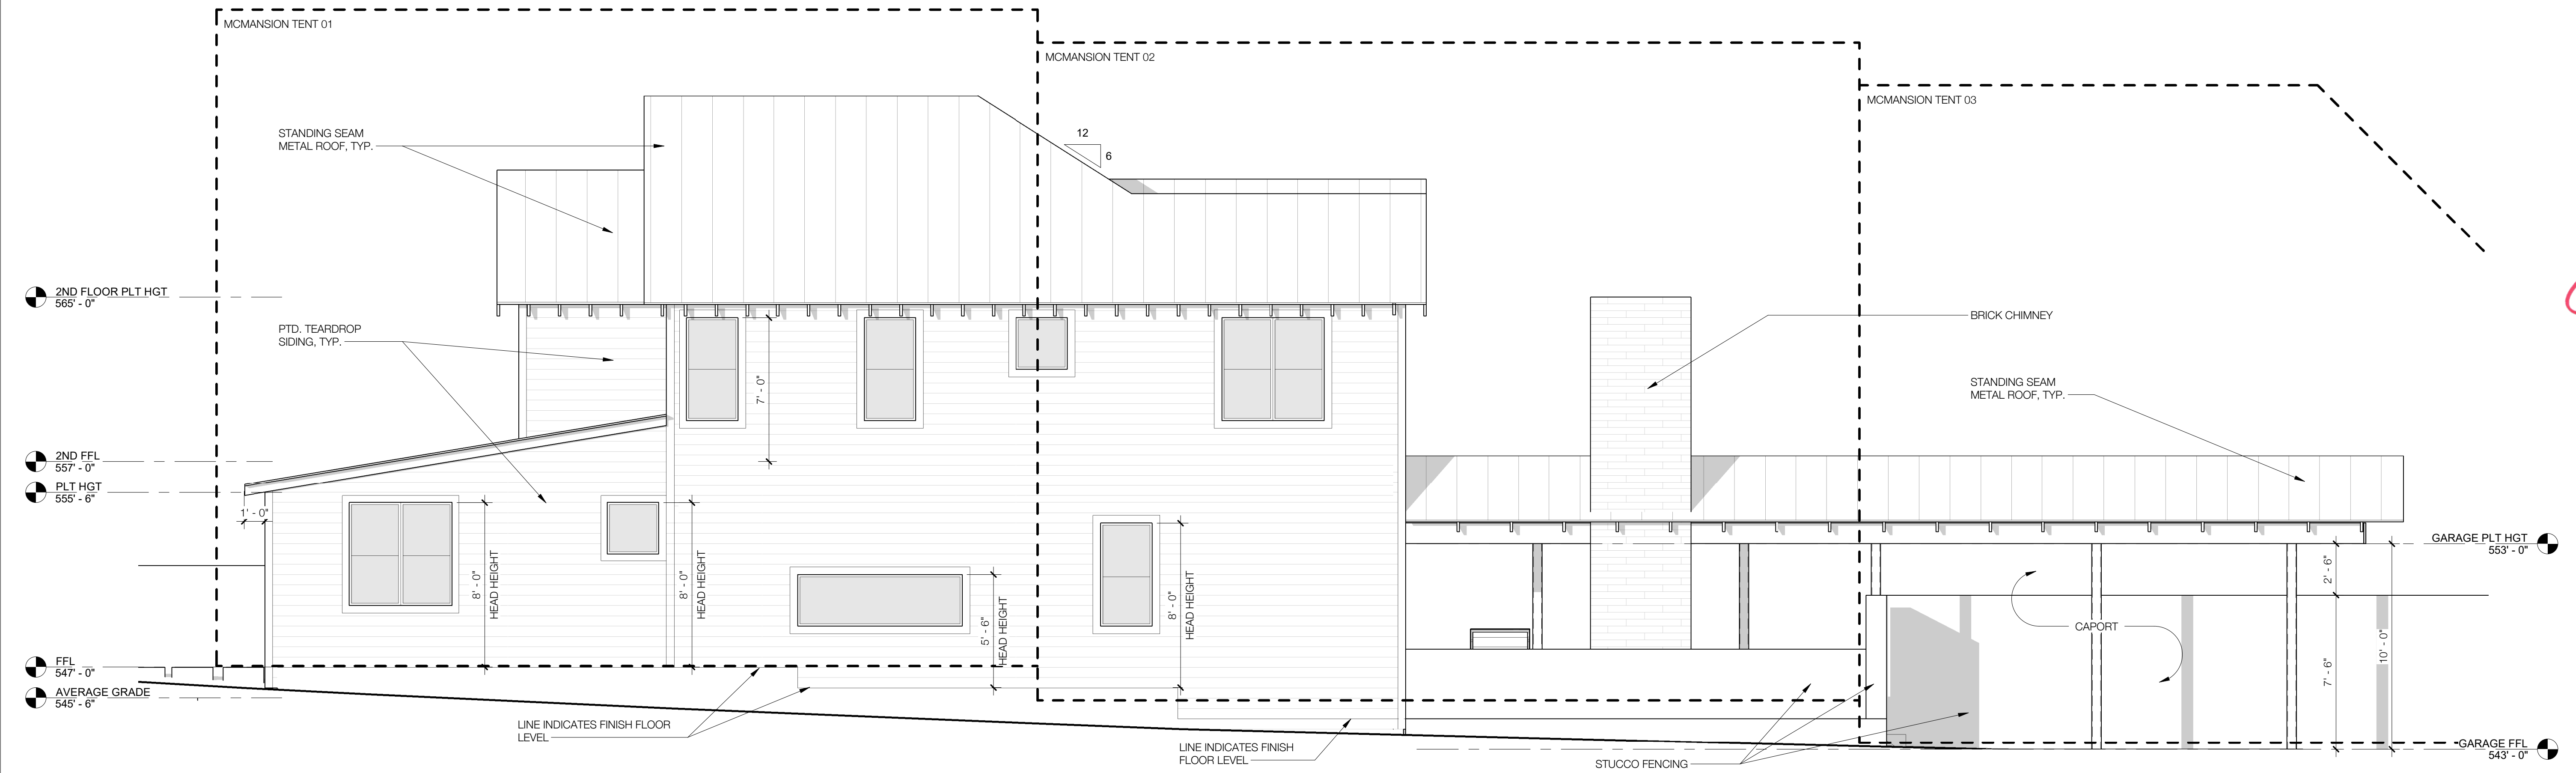 MCMANSION TENT 01
MCMANSION TENT 02
MCMANSION TENT 03
STANDING SEAM
METAL ROOF, TYP.
12
6
2ND FLOOR PLT HGT
565' - 0"
PTD. TEARDROP
SIDING, TYP.
BRICK CHIMNEY
7' - 0"
STANDING SEAM
METAL ROOF, TYP.
2ND FFL
557' - 0"
PLT HGT
555' - 6"
1' - 0"
8' - 0"
HEAD HEIGHT
8' - 0"
HEAD HEIGHT
5' - 6"
HEAD HEIGHT
8' - 0"
HEAD HEIGHT
GARAGE PLT HGT
553' - 0"
2' - 6"
CAPORT
10' - 0"
7' - 6"
FFL
547' - 0"
AVERAGE GRADE
545' - 6"
LINE INDICATES FINISH FLOOR
LEVEL
LINE INDICATES FINISH
FLOOR LEVEL
STUCCO FENCING
GARAGE FFL
543' - 0"